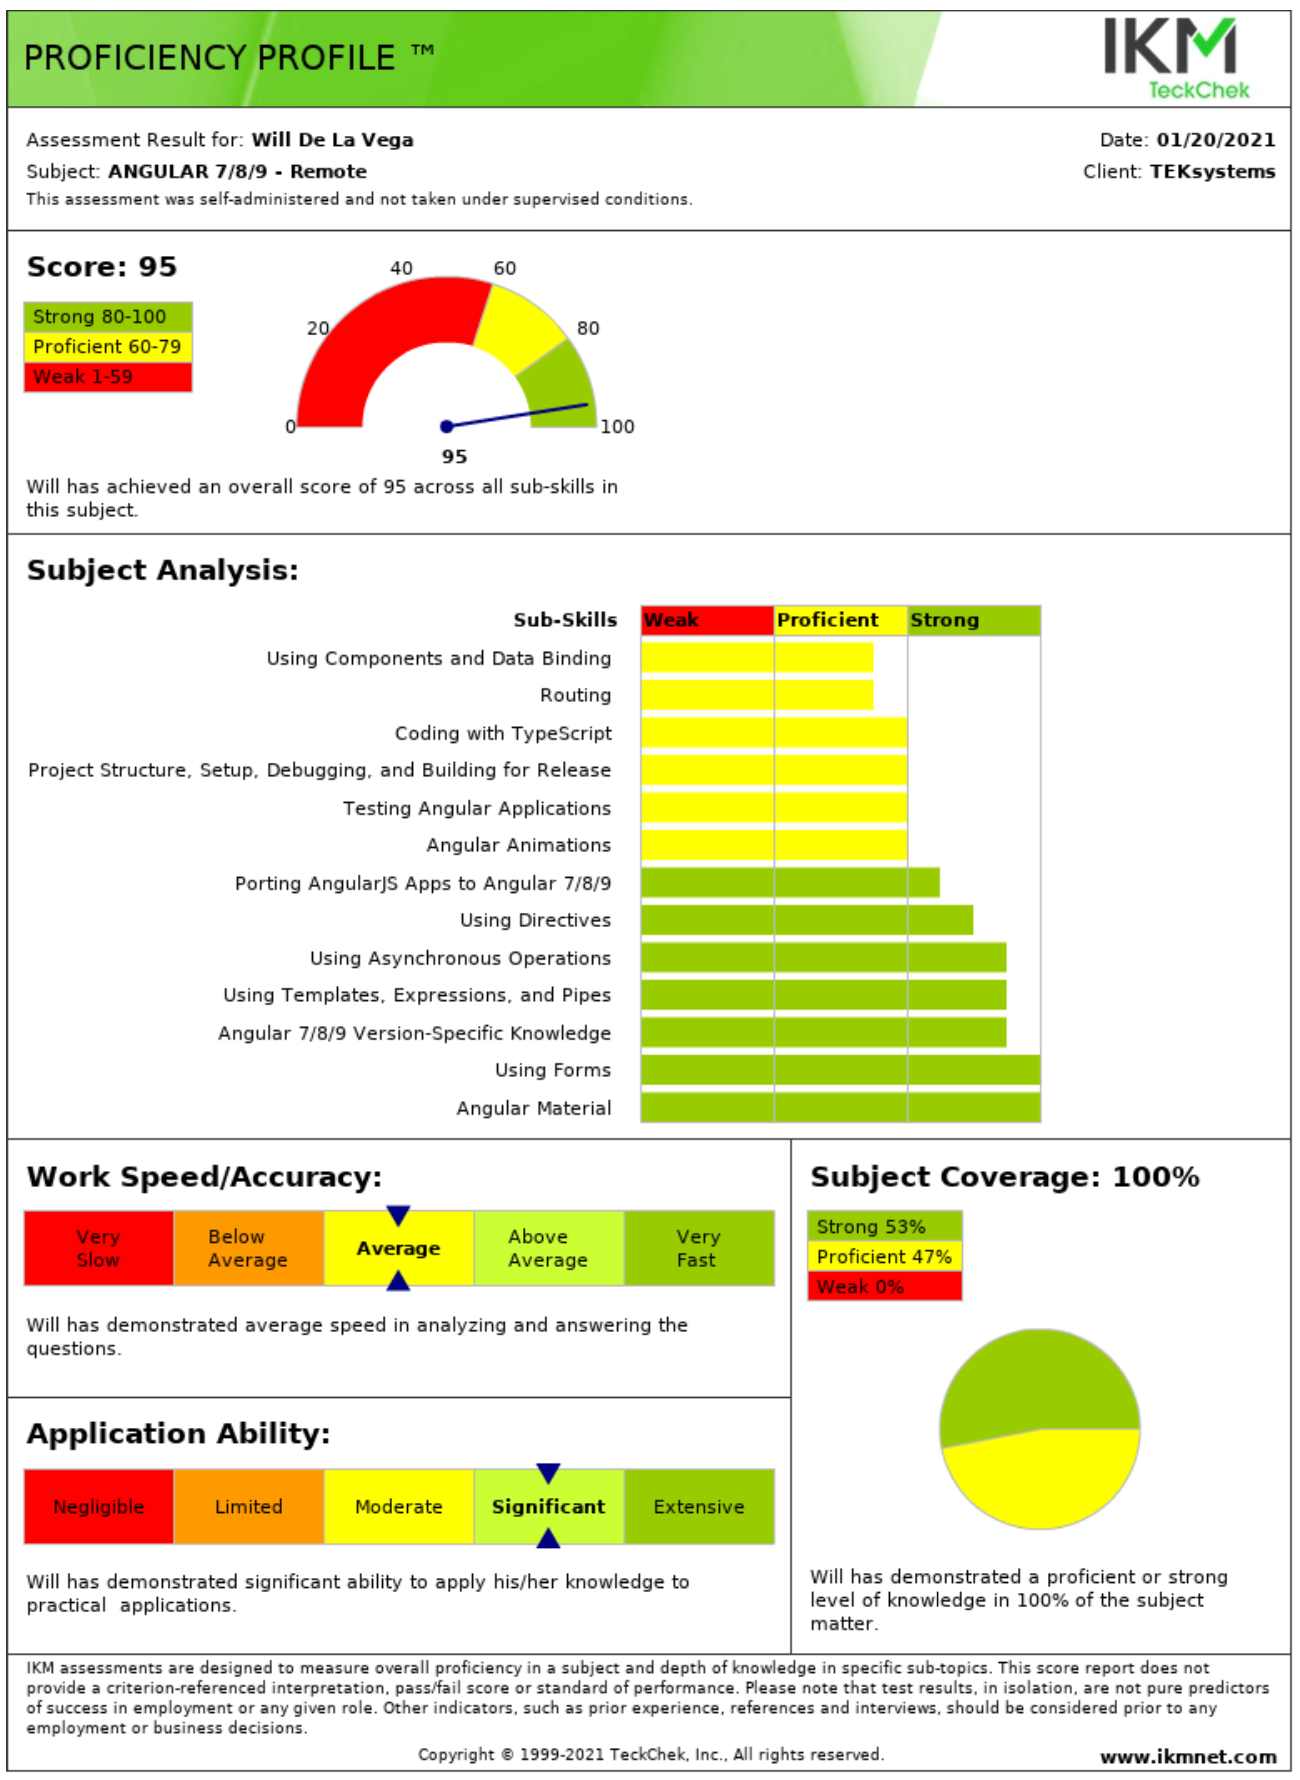 PROFICIENCY PROFILE ™
IKM
TeckChek
Assessment Result for: Will De La Vega
Date: 01/20/2021
Subject: ANGULAR 7/8/9 - Remote
Client: TEKsystems
This assessment was self-administered and not taken under supervised conditions.
Score: 95
Strong 80-100
Proficient 60-79
Weak 1-59
0
20
40
60
80
100
95
Will has achieved an overall score of 95 across all sub-skills in
this subject.
Subject Analysis:
Sub-Skills Weak Proficient Strong
Using Components and Data Binding
Routing
Coding with TypeScript
Project Structure, Setup, Debugging, and Building for Release
Testing Angular Applications
Angular Animations
Porting AngularJS Apps to Angular 7/8/9
Using Directives
Using Asynchronous Operations
Using Templates, Expressions, and Pipes
Angular 7/8/9 Version-Specific Knowledge
Using Forms
Angular Material
Work Speed/Accuracy:
Very
Slow
Below
Average
Average
Above
Average
Very
Fast
Will has demonstrated average speed in analyzing and answering the
questions.
Application Ability:
Negligible
Limited
Moderate
Significant
Extensive
Will has demonstrated significant ability to apply his/her knowledge to
practical applications.
Subject Coverage: 100%
Strong 53%
Proficient 47%
Weak 0%
Will has demonstrated a proficient or strong
level of knowledge in 100% of the subject
matter.
IKM assessments are designed to measure overall proficiency in a subject and depth of knowledge in specific sub-topics. This score report does not
provide a criterion-referenced interpretation, pass/fail score or standard of performance. Please note that test results, in isolation, are not pure predictors
of success in employment or any given role. Other indicators, such as prior experience, references and interviews, should be considered prior to any
employment or business decisions.
Copyright © 1999-2021 TeckChek, Inc., All rights reserved.
www.ikmnet.com